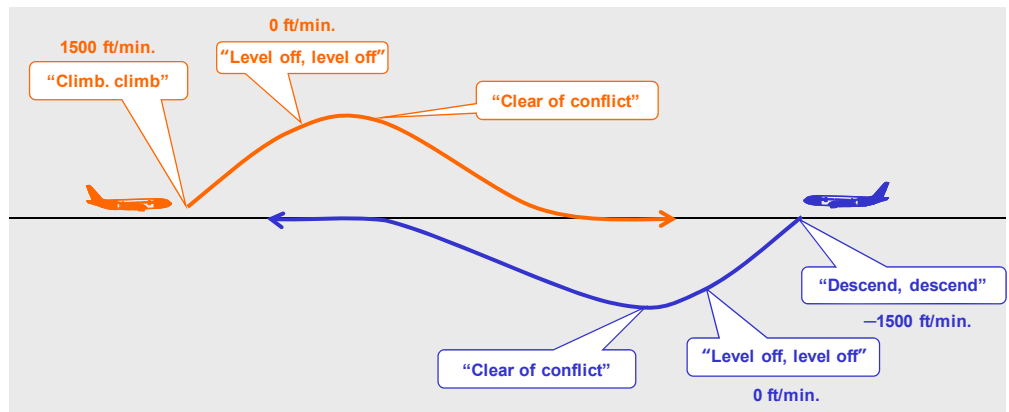 0 ft/min.
1500 ft/min.
“Level off, level off”
“Climb. climb”
“Clear of conflict”
“Descend, descend”
—1500 ft/min.
“Level off, level off”
“Clear of conflict”
0 ft/min.